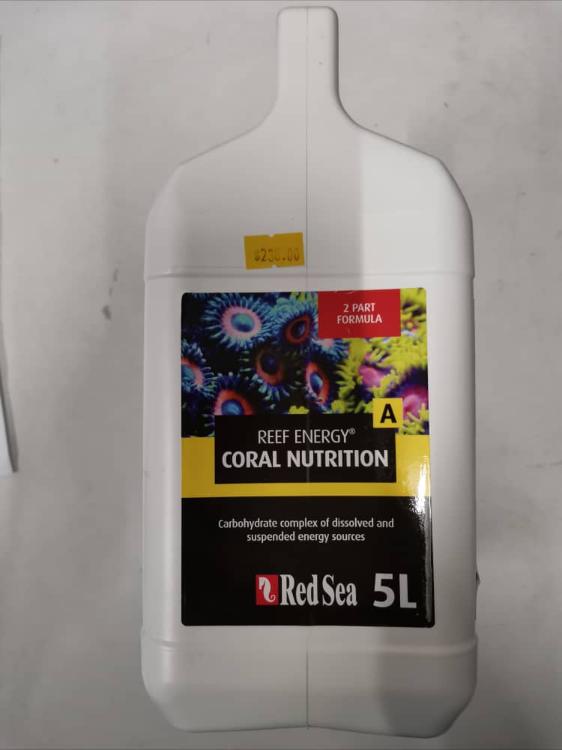 2 PART
FORMULA
A
REEF ENERGY®
CORAL NUTRITION
Carbohydrate complex of dissolved and
suspended energy sources
Red Sea 5L